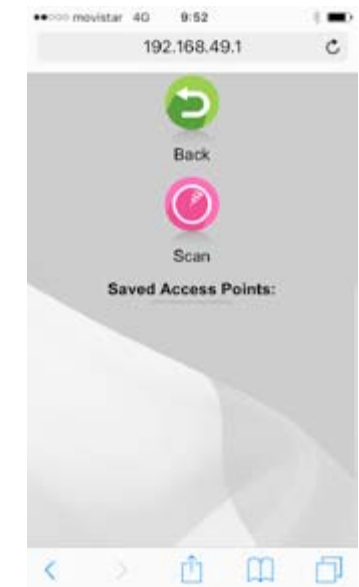 movistar 4G 9:52
192.168.49.1
Back
Scan
Saved Access Points: